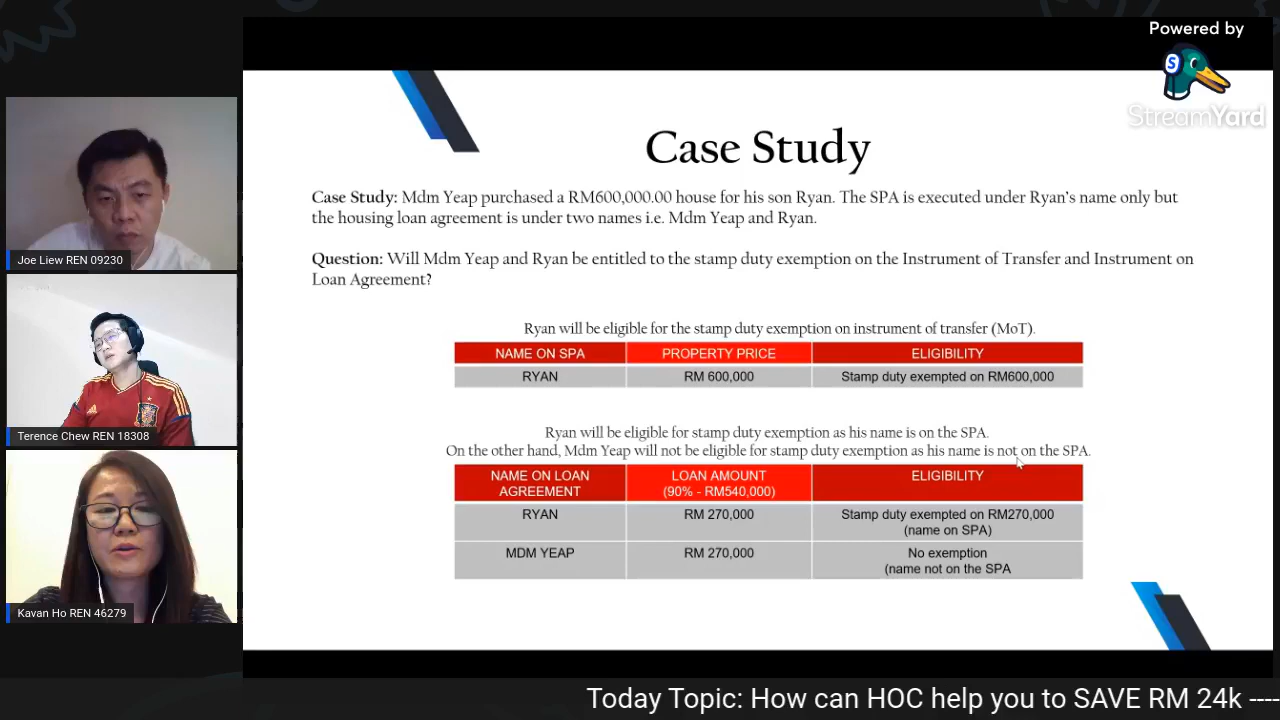 Powered by
StreamYard
Case Study
Case Study: Mdm Yeap purchased a RM600,000.00 house for his son Ryan. The SPA is executed under Ryan's name only but
the housing loan agreement is under two names i.e. Mdm Yeap and Ryan.
Question: Will Mdm Yeap and Ryan be entitled to the stamp duty exemption on the Instrument of Transfer and Instrument on
Loan Agreement?
Ryan will be eligible for the stamp duty exemption on instrument of transfer (MoT).
NAME ON SPA PROPERTY PRICE ELIGIBILITY
RYAN RM 600,000 Stamp duty exempted on RM600,000
Ryan will be eligible for stamp duty exemption as his name is on the SPA.
On the other hand, Mdm Yeap will not be eligible for stamp duty exemption as his name is not on the SPA.
NAME ON LOAN AGREEMENT LOAN AMOUNT (90% - RM540,000) ELIGIBILITY
RYAN RM 270,000 Stamp duty exempted on RM270,000
(name on SPA)
MDM YEAP RM 270,000 No exemption
(name not on the SPA
Joe Liew REN 09230
Terence Chew REN 18308
Kavan Ho REN 46279
Today Topic: How can HOC help you to SAVE RM 24k ----